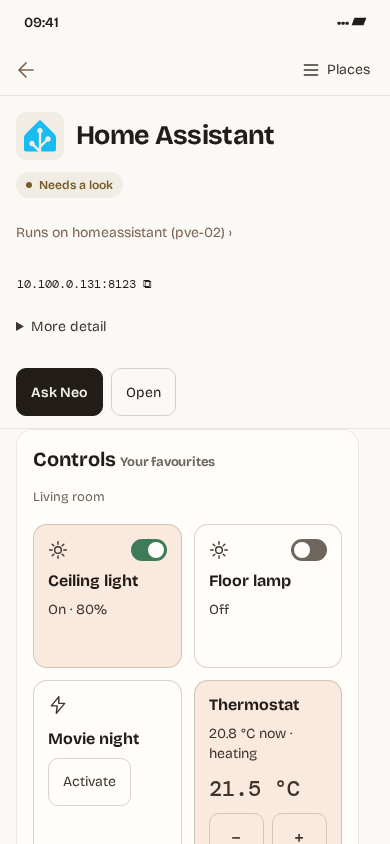 09:41
Places
Home Assistant
Needs a look
Runs on homeassistant (pve-02) ›
10.100.0.131:8123
More detail
Ask Neo
Open
Controls Your favourites
Living room
Ceiling light
On · 80%
Floor lamp
Off
Movie night
Activate
Thermostat
20.8 °C now ·
heating
21.5 °C
− +